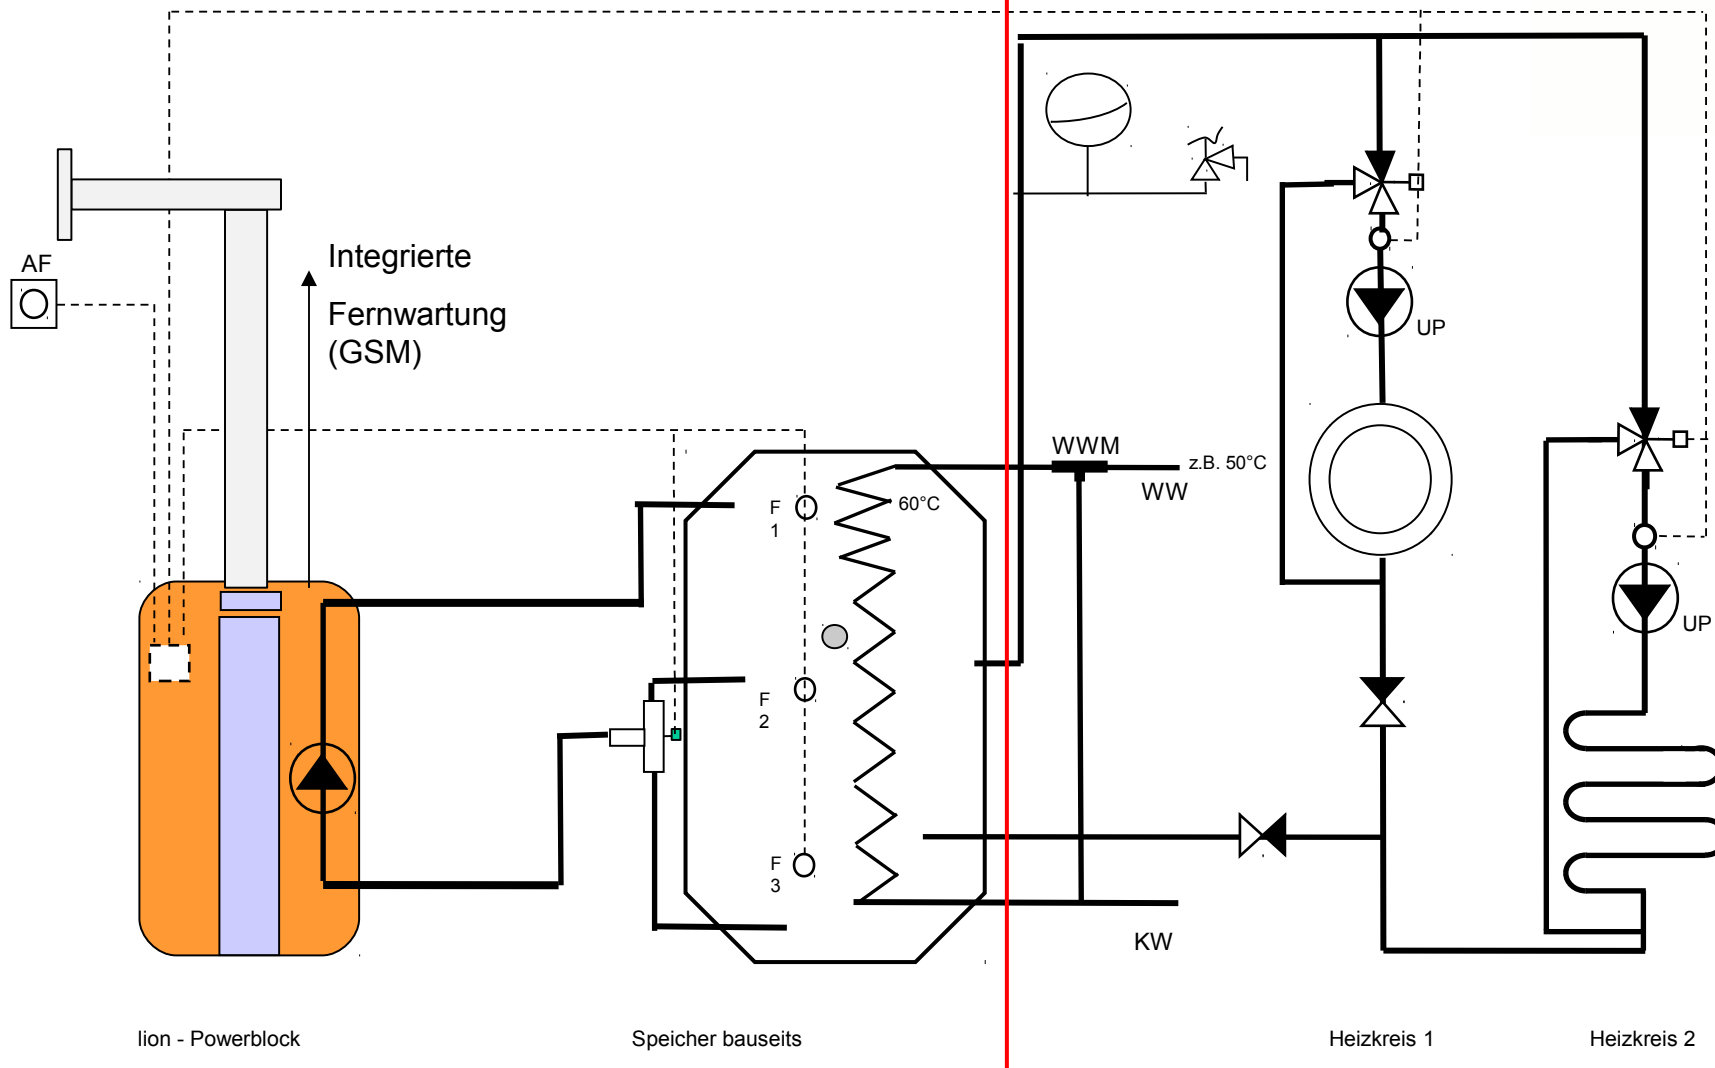 AF
Integrierte
Fernwartung
(GSM)
UP
WWM
z.B. 50°C
WW
60°C
F
1
UP
F
2
F
3
KW
lion - Powerblock
Speicher bauseits
Heizkreis 1
Heizkreis 2